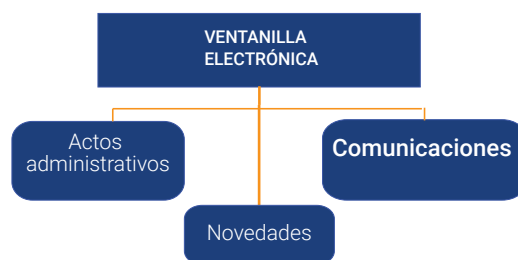 VENTANILLA
ELECTRÓNICA
Actos
administrativos
Comunicaciones
Novedades